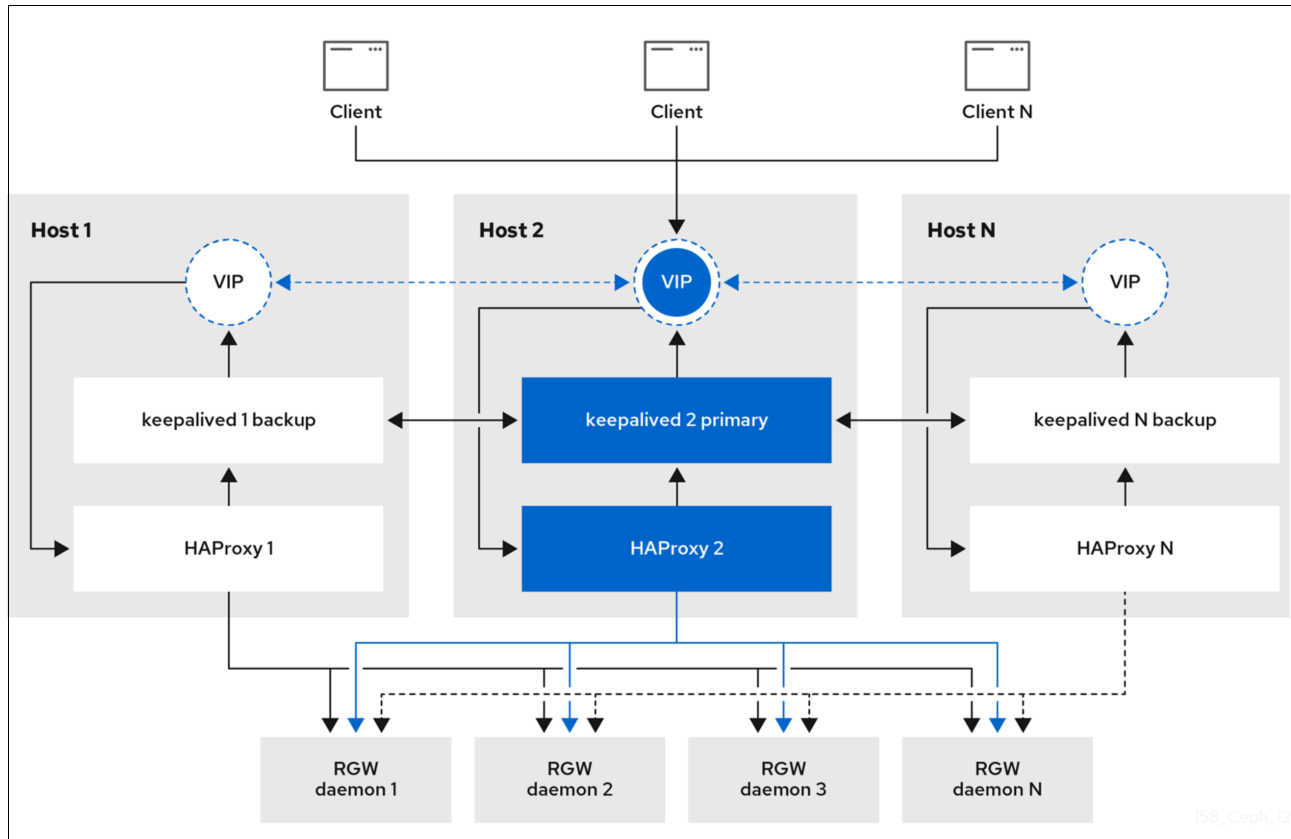 Client
Client
Client N
Host 1
Host 2
Host N
VIP
VIP
VIP
keepalived 1 backup
keepalived 2 primary
keepalived N backup
HAProxy 1
HAProxy 2
HAProxy N
RGW
daemon 1
RGW
daemon 2
RGW
daemon 3
RGW
daemon N
158_Ceph_12